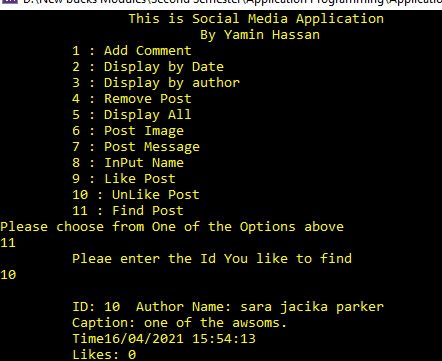 D:\New bucks Modules\Second Semester\Application Programming\Applicatio
This is Social Media Application
By Yamin Hassan
1 : Add Comment
2 : Display by Date
3 : Display by author
4 : Remove Post
5 : Display All
6 : Post Image
7 : Post Message
8 : InPut Name
9 : Like Post
10 : UnLike Post
11 : Find Post
Please choose from One of the Options above
11
Pleae enter the Id You like to find
10
ID: 10  Author Name: sara jacika parker
Caption: one of the awsoms.
Time16/04/2021 15:54:13
Likes: 0